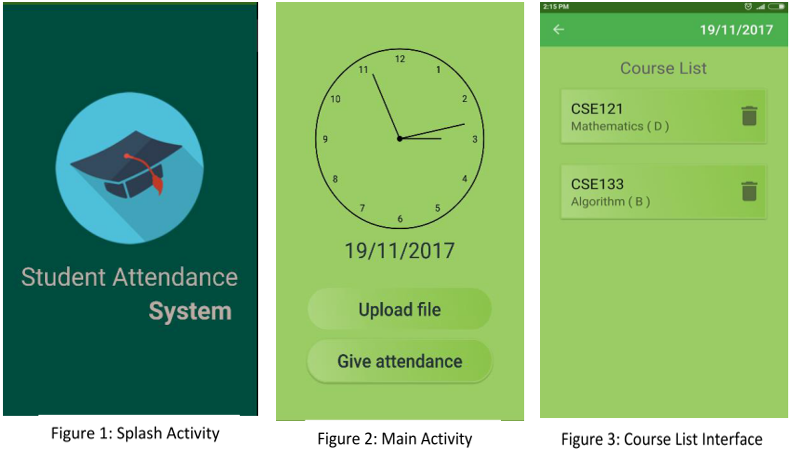 Student Attendance
System
Figure 1: Splash Activity
12
1
2
3
4
5
6
7
8
9
10
11
19/11/2017
Upload file
Give attendance
Figure 2: Main Activity
2:15 PM
19/11/2017
Course List
CSE121
Mathematics ( D )
CSE133
Algorithm ( B )
Figure 3: Course List Interface